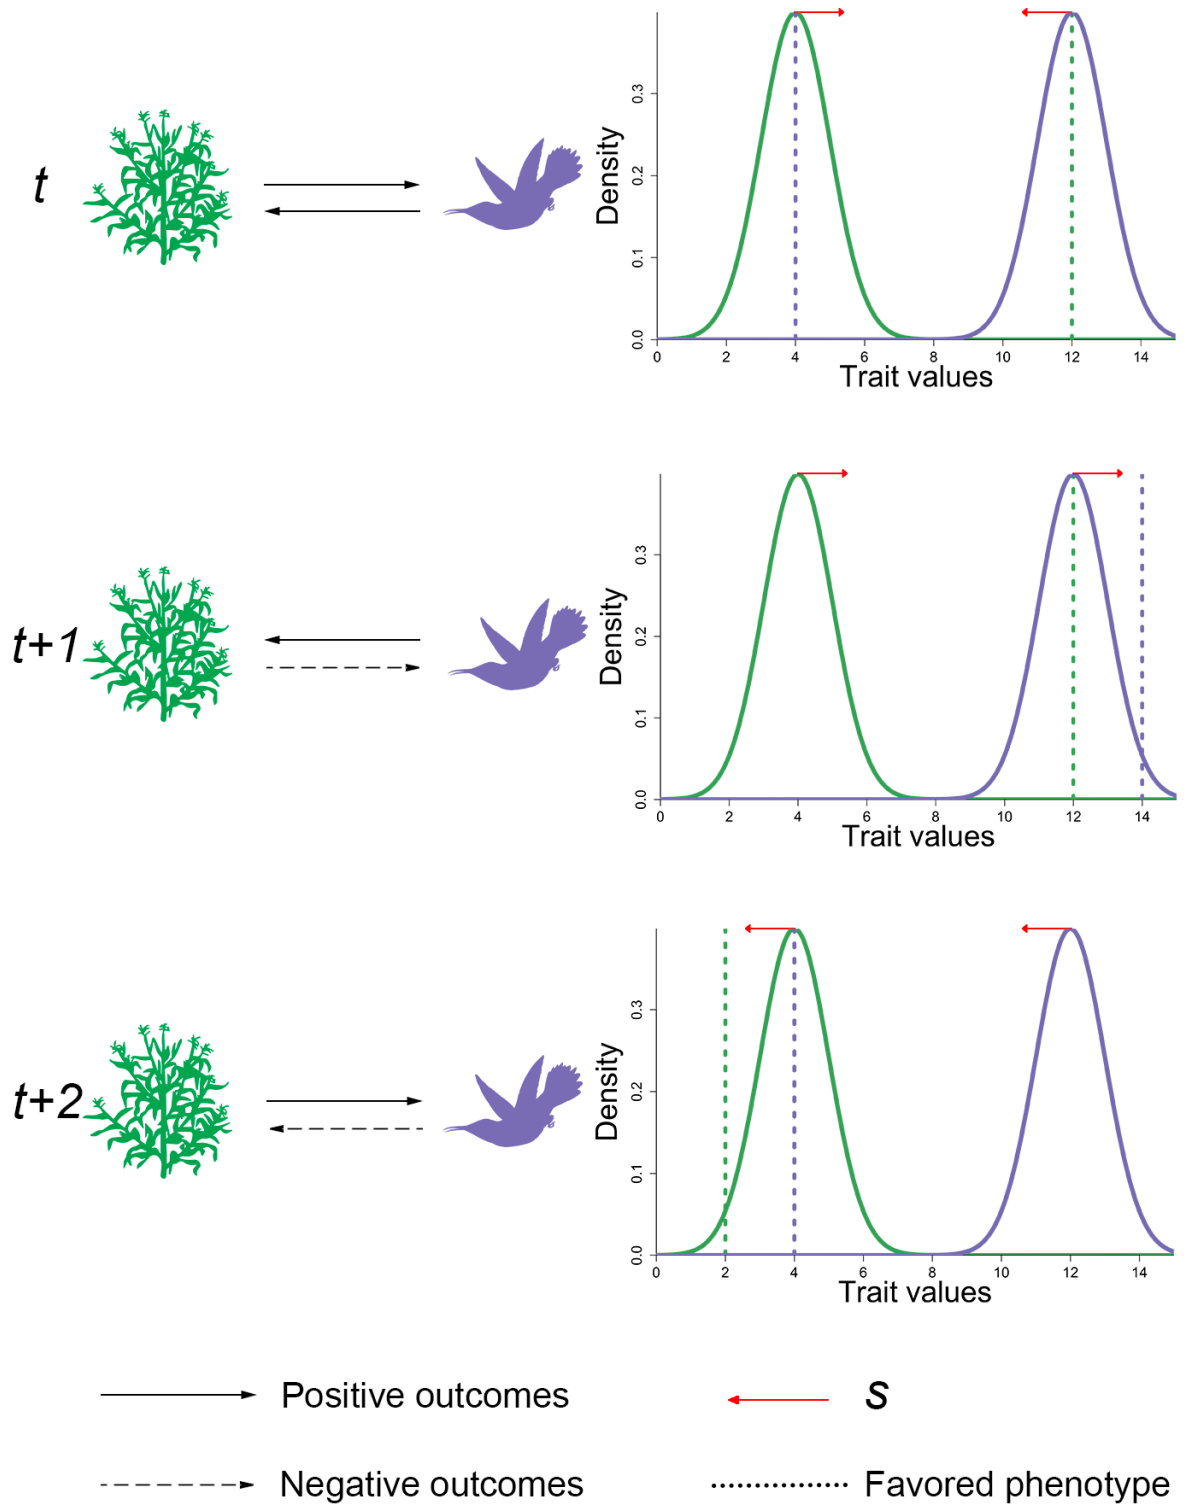 t
Density
0.0 0.1 0.2 0.3
0 2 4 6 8 10 12 14
Trait values
t+1
Density
0.0 0.1 0.2 0.3
0 2 4 6 8 10 12 14
Trait values
t+2
Density
0.0 0.1 0.2 0.3
0 2 4 6 8 10 12 14
Trait values
Positive outcomes
S
Negative outcomes
Favored phenotype